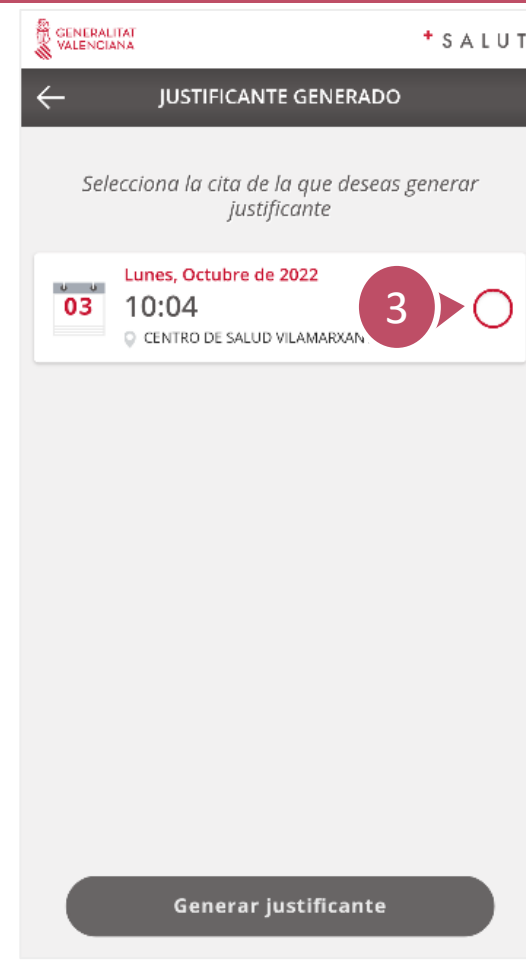 GENERALITAT
VALENCIANA
+ SALUT
JUSTIFICANTE GENERADO
Selecciona la cita de la que deseas generar
justificante
Lunes, Octubre de 2022
03
10:04
3
CENTRO DE SALUD VILAMARXAN
Generar justificante